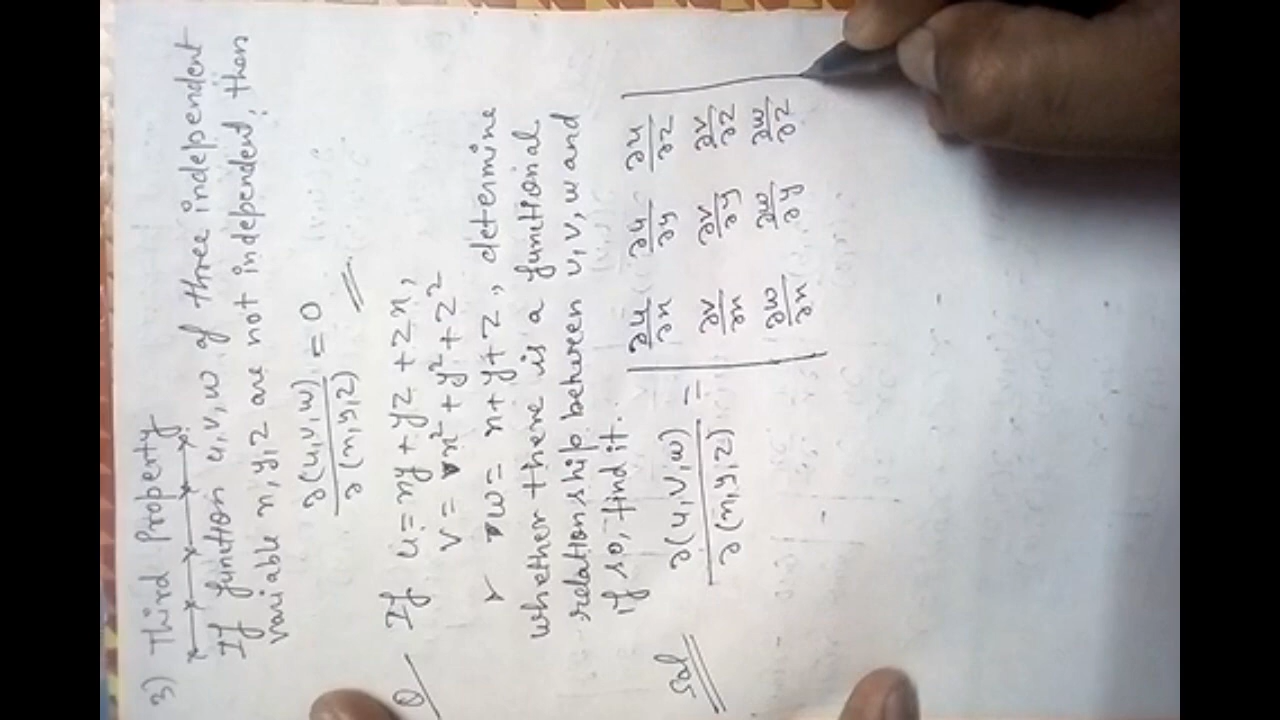 3) Third Property
If function u, v, w of three independent
variable x, y, z are not independent, then
∂(u, v, w)/∂(x, y, z) = 0
Q If u = xy + yz + zx,
v = x² + y² + z²
w = x + y + z, determine
whether there is a functional
relationship between u, v, w and
if so, find it.
Sol ∂(u, v, w)/∂(x, y, z) = | ∂u/∂x ∂u/∂y ∂u/∂z |
∂v/∂x ∂v/∂y ∂v/∂z
∂w/∂x ∂w/∂y ∂w/∂z